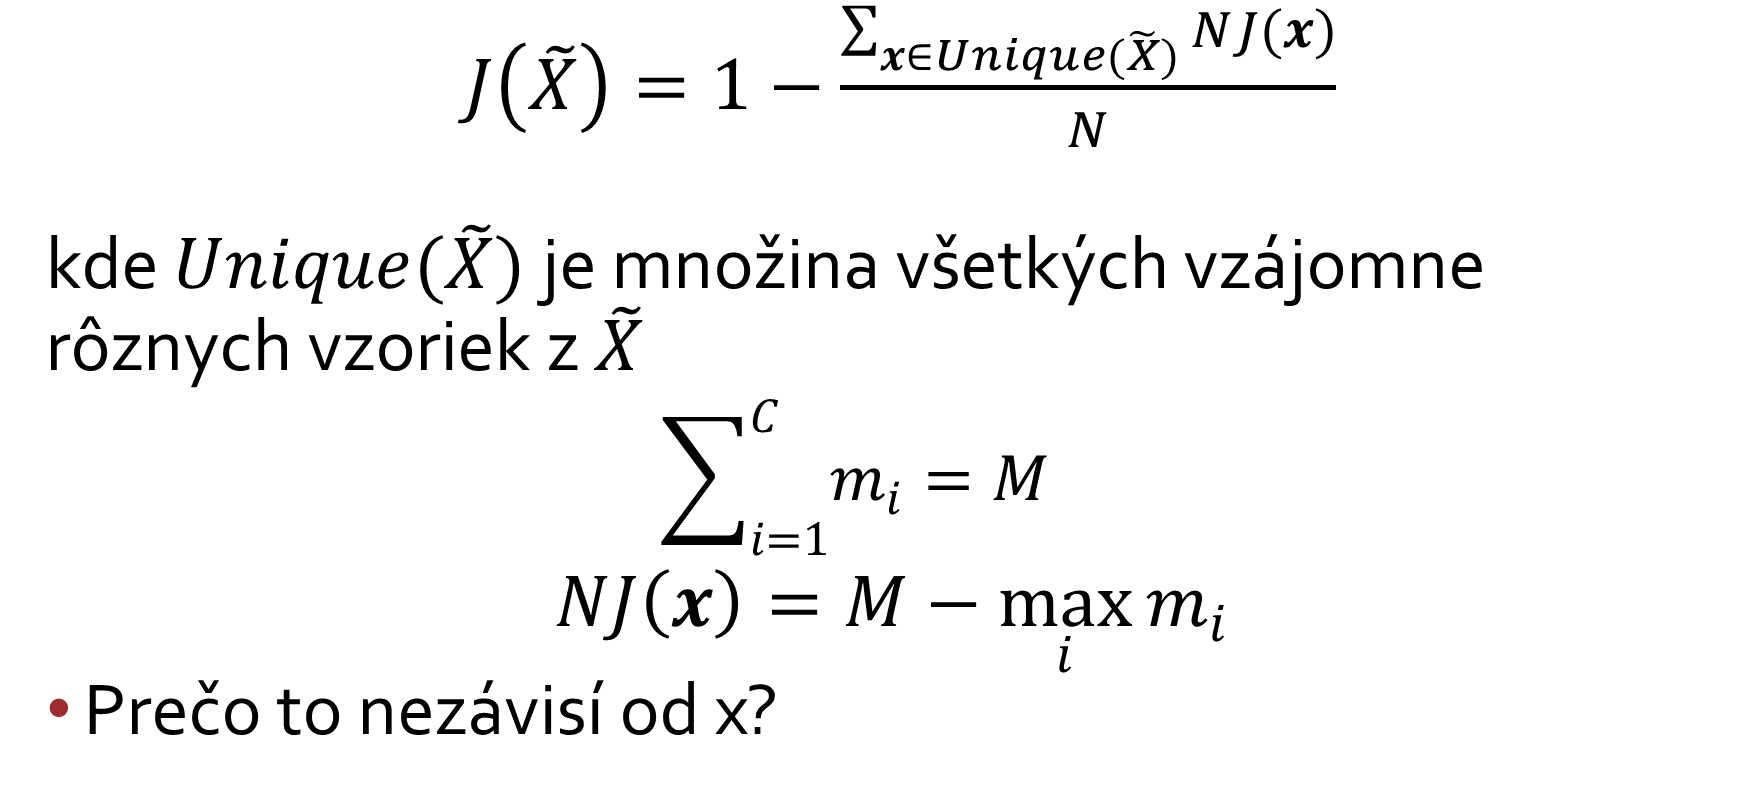 J(X̃) = 1 − (∑_{x∈Unique(X̃)} NJ(x)) / N
kde Unique(X̃) je množina všetkých vzájomne
rôznych vzoriek z X̃
∑_{i=1}^{C} m_i = M
NJ(x) = M − max_i m_i
• Prečo to nezávisí od x?